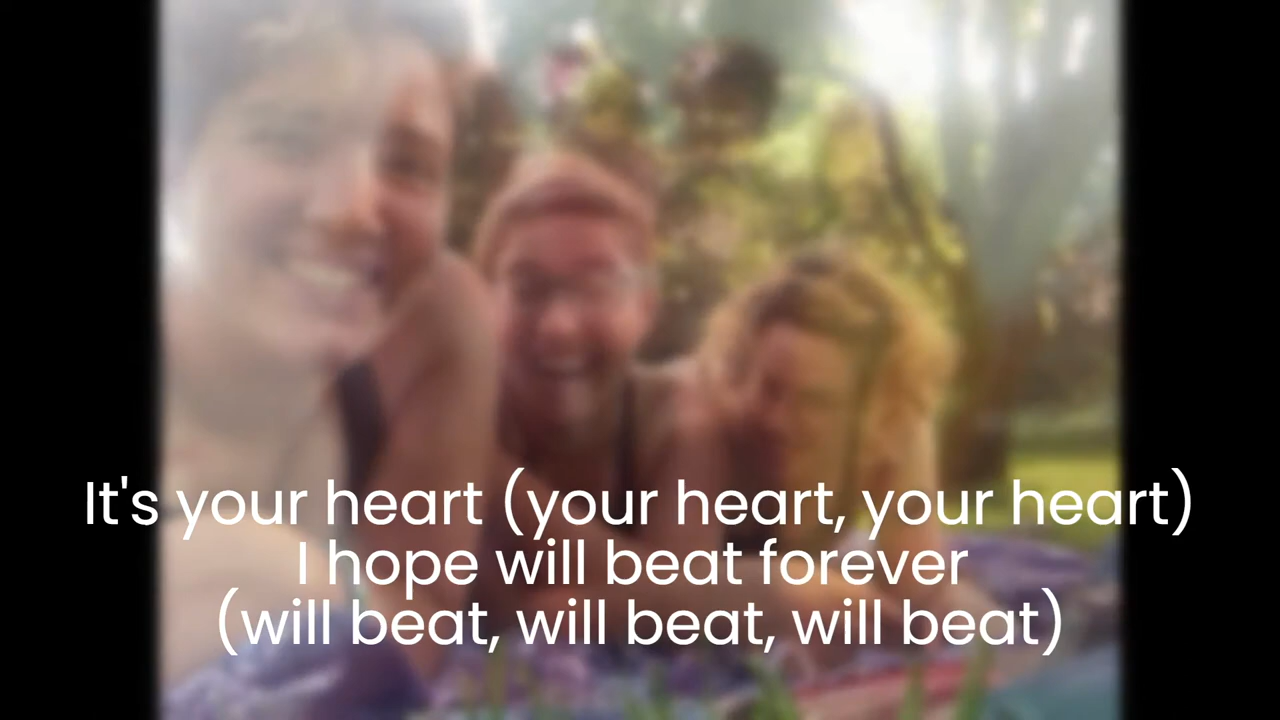 It's your heart (your heart, your heart)
I hope will beat forever
(will beat, will beat, will beat)